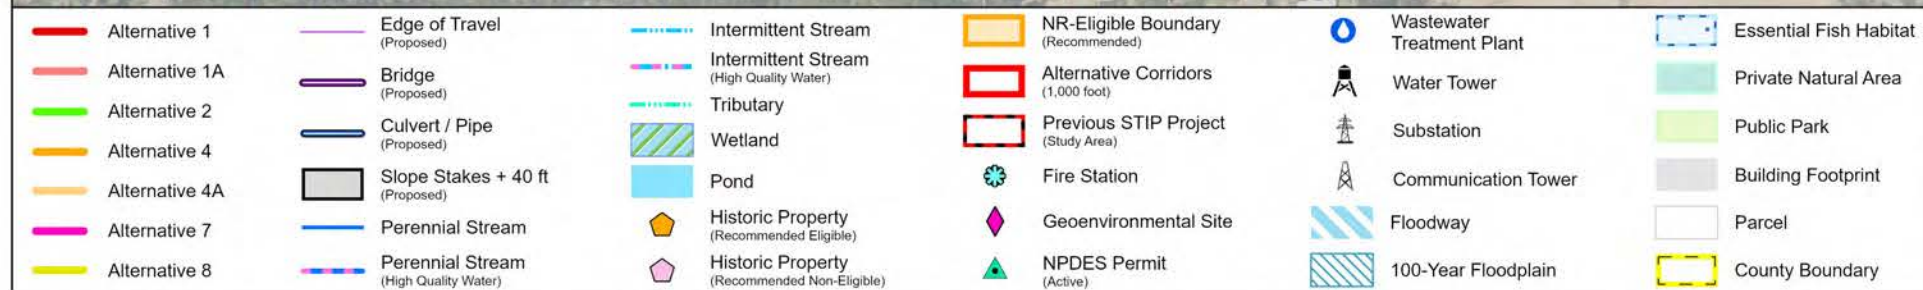 Alternative 1
Alternative 1A
Alternative 2
Alternative 4
Alternative 4A
Alternative 7
Alternative 8
Edge of Travel
(Proposed)
Bridge
(Proposed)
Culvert / Pipe
(Proposed)
Slope Stakes + 40 ft
(Proposed)
Perennial Stream
Perennial Stream
(High Quality Water)
Intermittent Stream
Intermittent Stream
(High Quality Water)
Tributary
Wetland
Pond
Historic Property
(Recommended Eligible)
Historic Property
(Recommended Non-Eligible)
NR-Eligible Boundary
(Recommended)
Alternative Corridors
(1,000 foot)
Previous STIP Project
(Study Area)
Fire Station
Geoenvironmental Site
NPDES Permit
(Active)
Wastewater
Treatment Plant
Water Tower
Substation
Communication Tower
Floodway
100-Year Floodplain
Essential Fish Habitat
Private Natural Area
Public Park
Building Footprint
Parcel
County Boundary